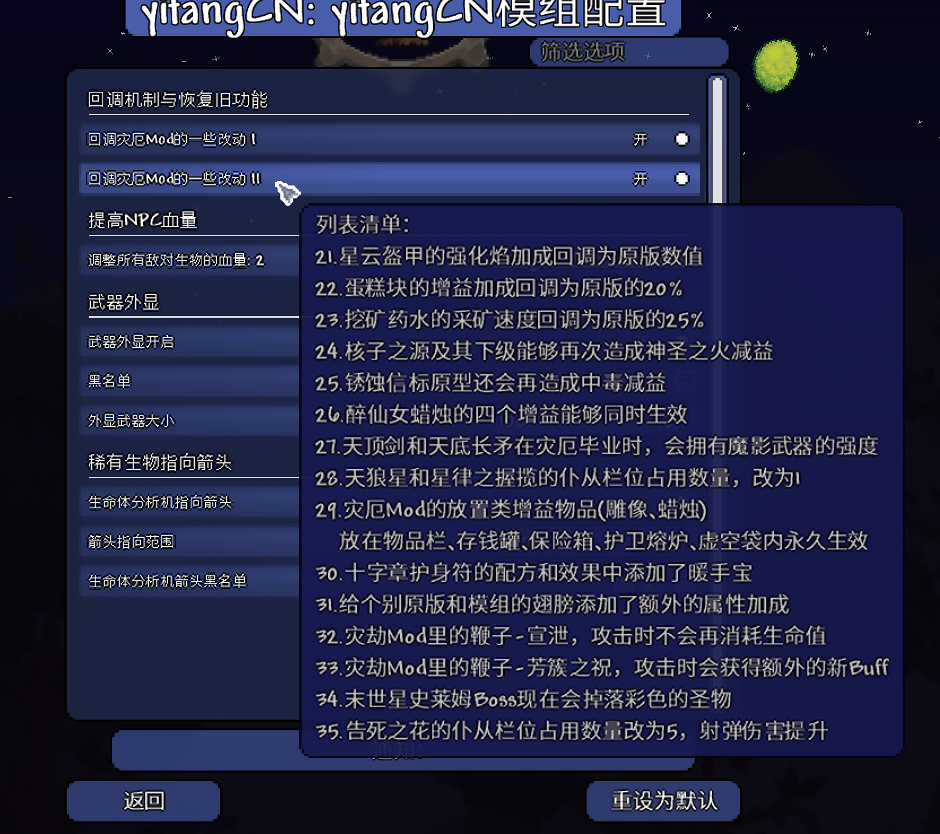 yitangCN: yitangCN模组配置
筛选选项
回调机制与恢复旧功能
回调灾厄Mod的一些改动 I
开
回调灾厄Mod的一些改动 II
开
提高NPC血量
调整所有敌对生物的血量: 2
武器外显
武器外显开启
黑名单
外显武器大小
稀有生物指向箭头
生命体分析机指向箭头
箭头指向范围
生命体分析机箭头黑名单
列表清单:
21.星云盔甲的强化焰加成回调为原版数值
22.蛋糕块的增益加成回调为原版的20%
23.挖矿药水的采矿速度回调为原版的25%
24.核子之源及其下级能够再次造成神圣之火减益
25.锈蚀信标原型还会再造成中毒减益
26.醉仙女蜡烛的四个增益能够同时生效
27.天顶剑和天底长矛在灾厄毕业时，会拥有魔影武器的强度
28.天狼星和星律之握揽的仆从栏位占用数量，改为1
29.灾厄Mod的放置类增益物品(雕像、蜡烛)
放在物品栏、存钱罐、保险箱、护卫熔炉、虚空袋内永久生效
30.十字章护身符的配方和效果中添加了暖手宝
31.给个别原版和模组的翅膀添加了额外的属性加成
32.灾劫Mod里的鞭子-宣泄，攻击时不会再消耗生命值
33.灾劫Mod里的鞭子-芳簇之祝，攻击时会获得额外的新Buff
34.末世星史莱姆Boss现在会掉落彩色的圣物
35.告死之花的仆从栏位占用数量改为5，射弹伤害提升
通知:
返回
重设为默认